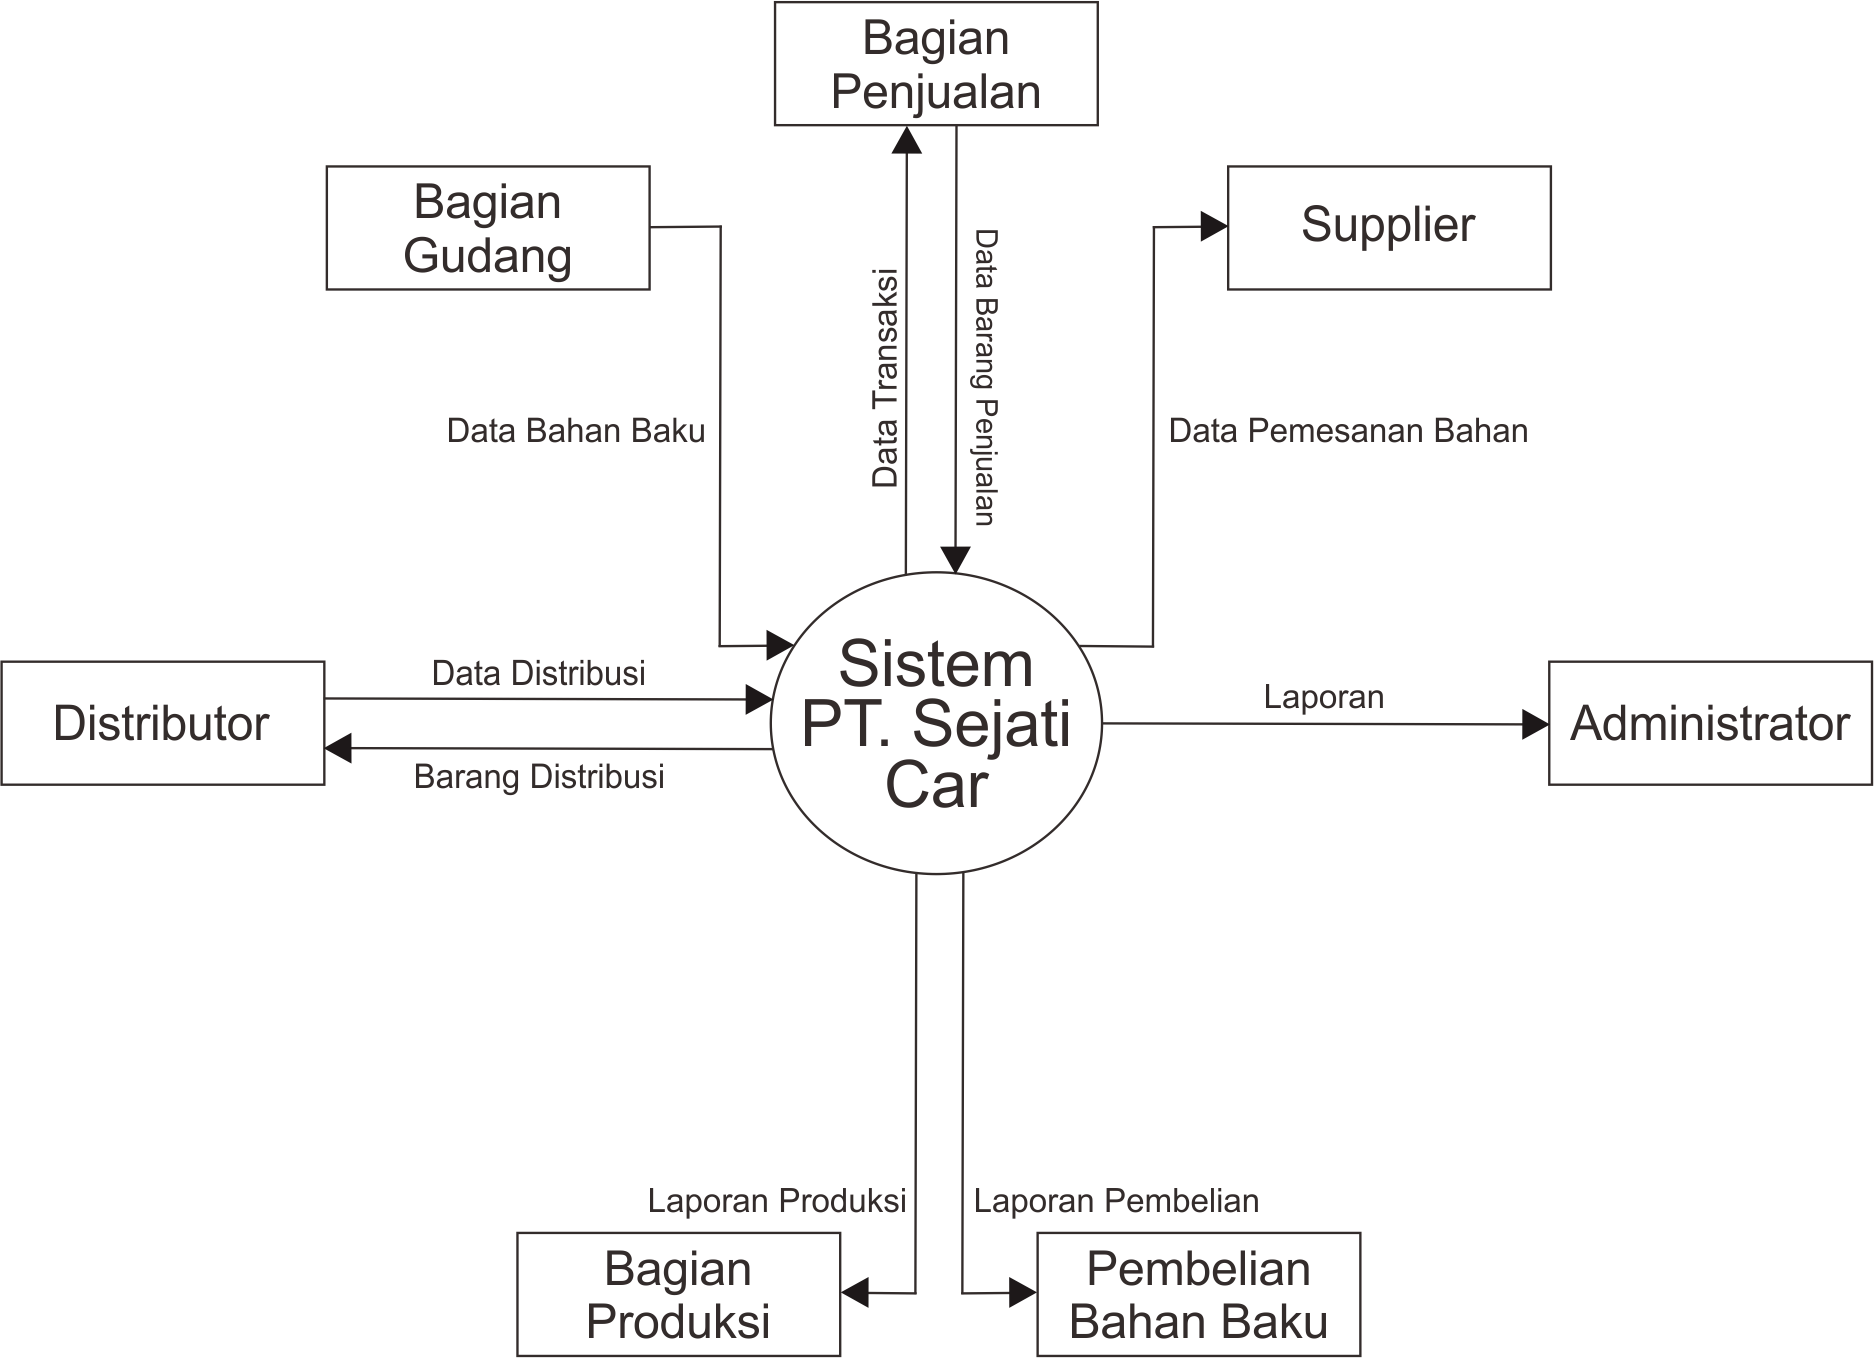 Bagian
Penjualan
Bagian
Gudang
Supplier
Data Transaksi
Data Barang Penjualan
Data Bahan Baku
Data Pemesanan Bahan
Distributor
Data Distribusi
Barang Distribusi
Sistem
PT. Sejati
Car
Laporan
Administrator
Laporan Produksi
Laporan Pembelian
Bagian
Produksi
Pembelian
Bahan Baku